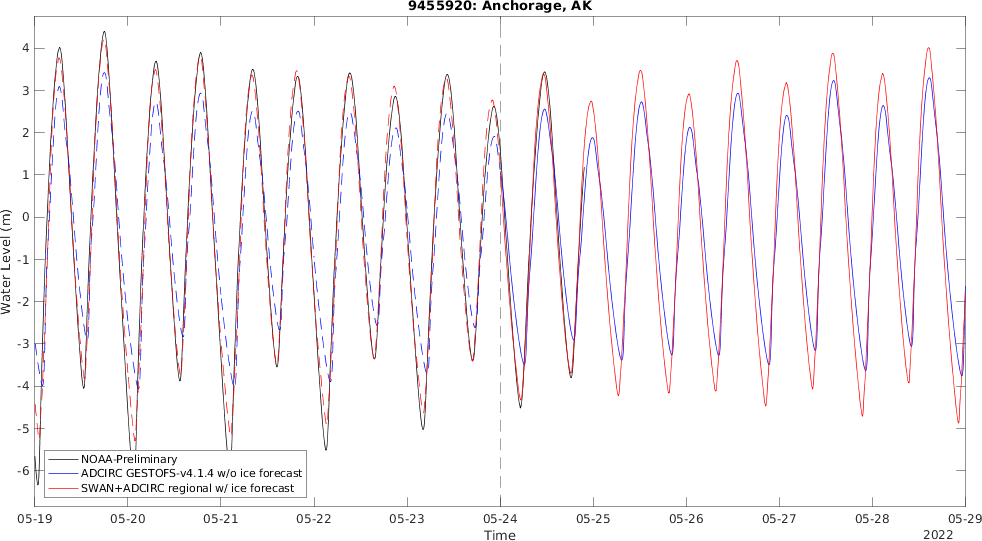 9455920: Anchorage, AK
Water Level (m)
4
3
2
1
0
-1
-2
-3
-4
-5
-6
NOAA-Preliminary
ADCIRC GESTOFS-v4.1.4 w/o ice forecast
SWAN+ADCIRC regional w/ ice forecast
05-19 05-20 05-21 05-22 05-23 05-24 05-25 05-26 05-27 05-28 05-29
Time
2022